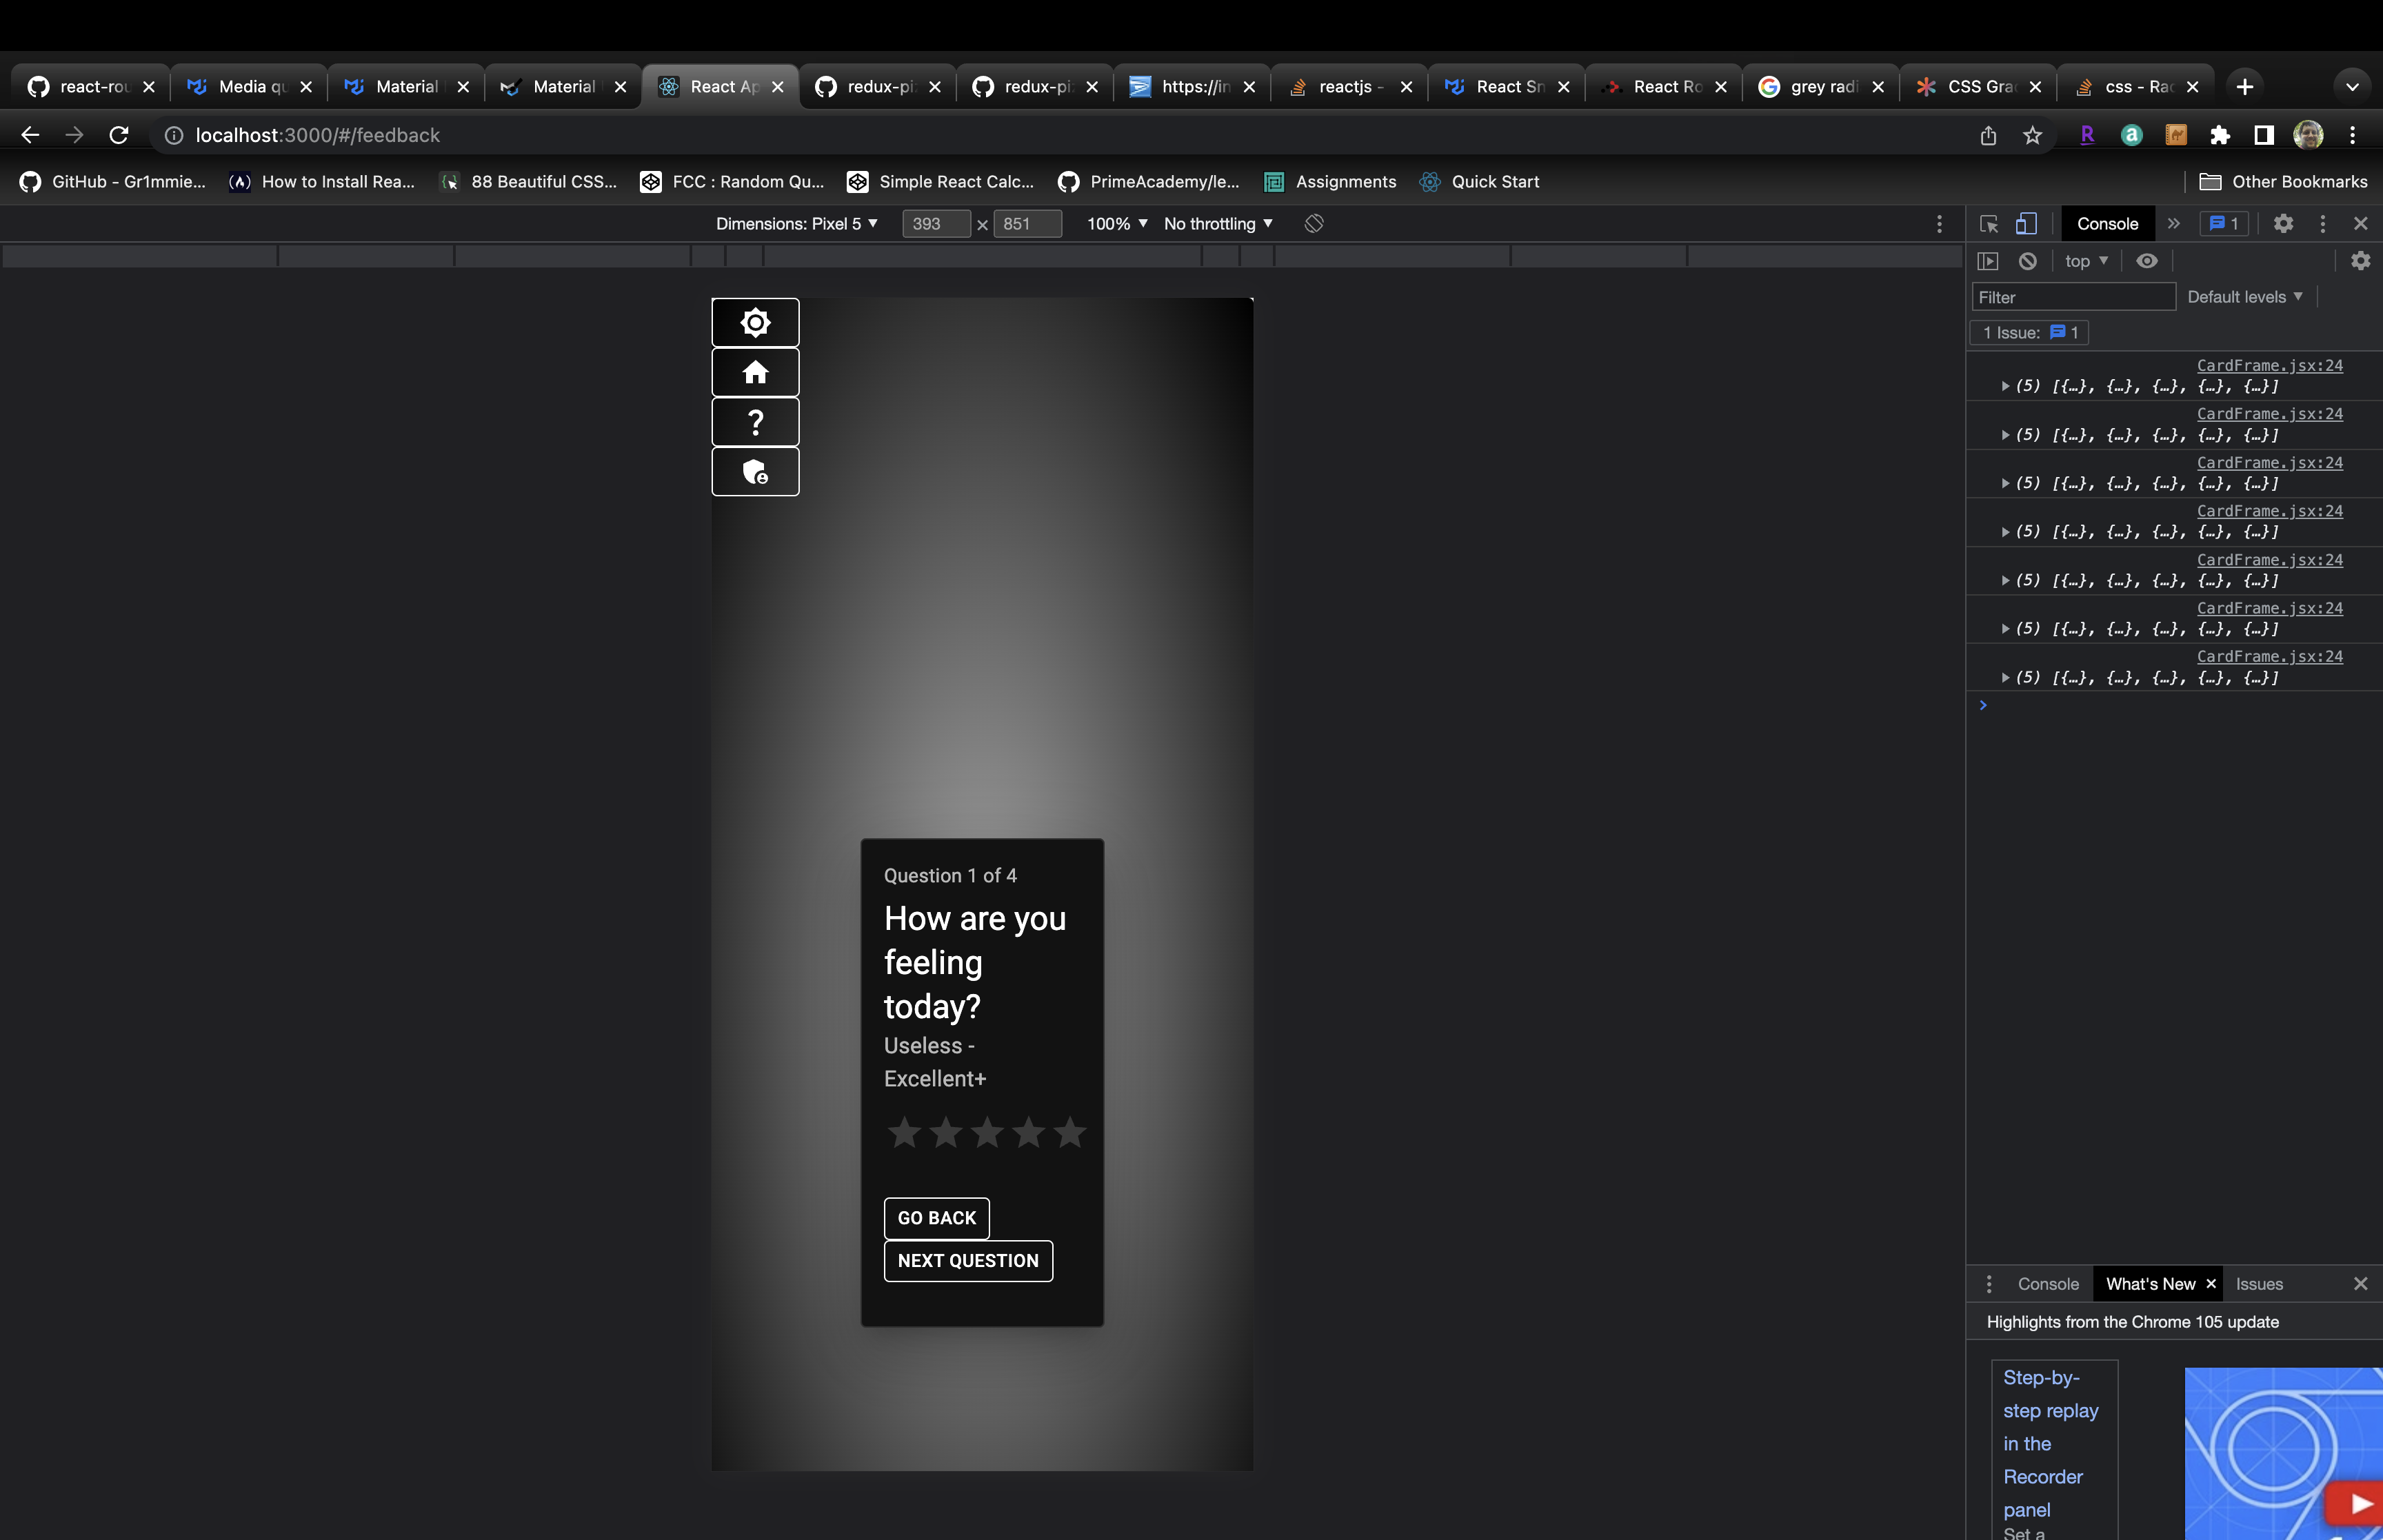 react-rou
Media qu
Material
Material
React Ap
redux-pi
redux-pi
https://in
reactjs -
React Sn
React Ro
grey radi
CSS Grad
css - Rad
localhost:3000/#/feedback
GitHub - Gr1mmie...
How to Install Rea...
88 Beautiful CSS...
FCC : Random Qu...
Simple React Calc...
PrimeAcademy/le...
Assignments
Quick Start
Other Bookmarks
Dimensions: Pixel 5
393 × 851
100%
No throttling
Console
1
top
Filter
Default levels
1 Issue: 1
CardFrame.jsx:24
(5) [{…}, {…}, {…}, {…}, {…}]
CardFrame.jsx:24
(5) [{…}, {…}, {…}, {…}, {…}]
CardFrame.jsx:24
(5) [{…}, {…}, {…}, {…}, {…}]
CardFrame.jsx:24
(5) [{…}, {…}, {…}, {…}, {…}]
CardFrame.jsx:24
(5) [{…}, {…}, {…}, {…}, {…}]
CardFrame.jsx:24
(5) [{…}, {…}, {…}, {…}, {…}]
CardFrame.jsx:24
(5) [{…}, {…}, {…}, {…}, {…}]
?
Question 1 of 4
How are you
feeling
today?
Useless -
Excellent+
GO BACK
NEXT QUESTION
Console
What's New
Issues
Highlights from the Chrome 105 update
Step-by-
step replay
in the
Recorder
panel
Set a